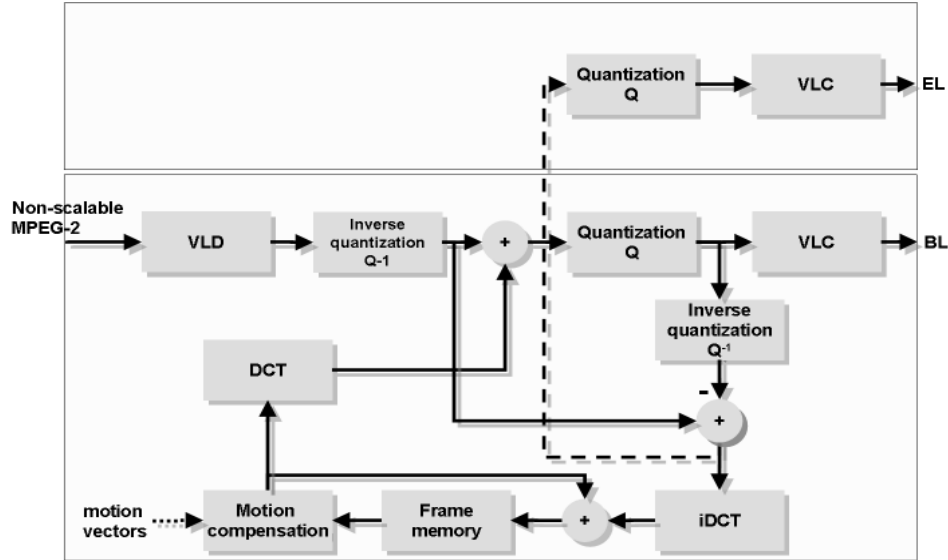 Quantization
Q
VLC
EL
Non-scalable
MPEG-2
VLD
Inverse
quantization
Q-1
+
Quantization
Q
VLC
BL
Inverse
quantization
Q-1
DCT
-
+
motion
vectors
Motion
compensation
Frame
memory
+
iDCT